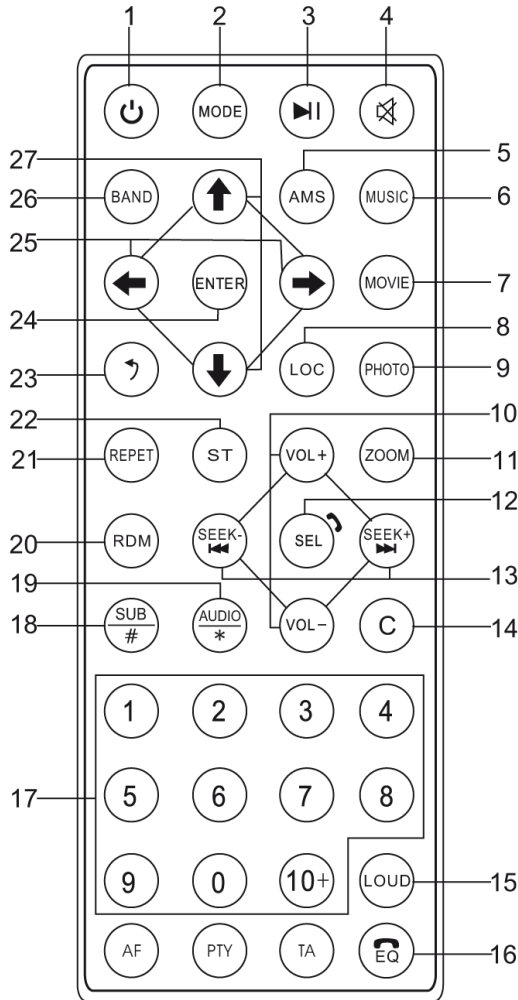 1 2 3 4
MODE
27 5
26 BAND AMS MUSIC 6
25
ENTER MOVIE 7
24 8
23 LOC PHOTO 9
22 10
21 REPET ST VOL+ ZOOM 11
12
20 RDM SEEK- SEL SEEK+
19 13
18 SUB # AUDIO * VOL- C 14
1 2 3 4
17 5 6 7 8
9 0 10+ LOUD 15
AF PTY TA EQ 16